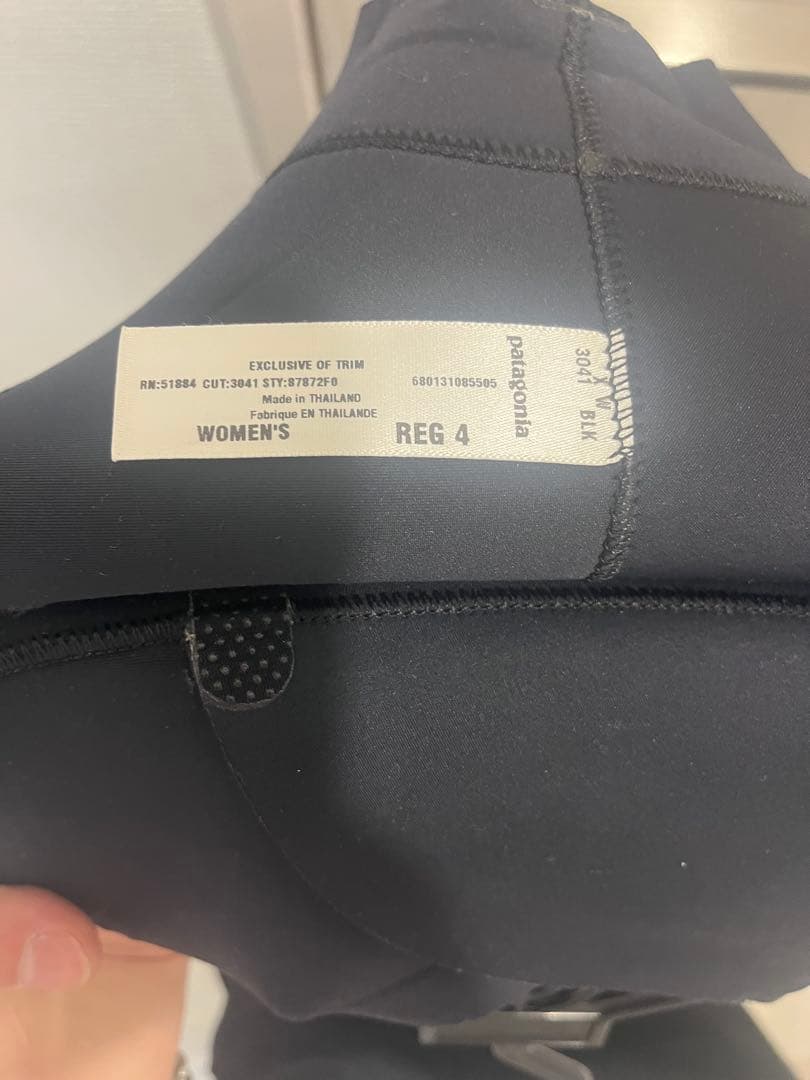 EXCLUSIVE OF TRIM
RN:51884 CUT:3041 STY:87872F0
680131085505
Made in THAILAND
Fabrique EN THAILANDE
WOMEN'S
REG 4
patagonia
3041
X W BLK